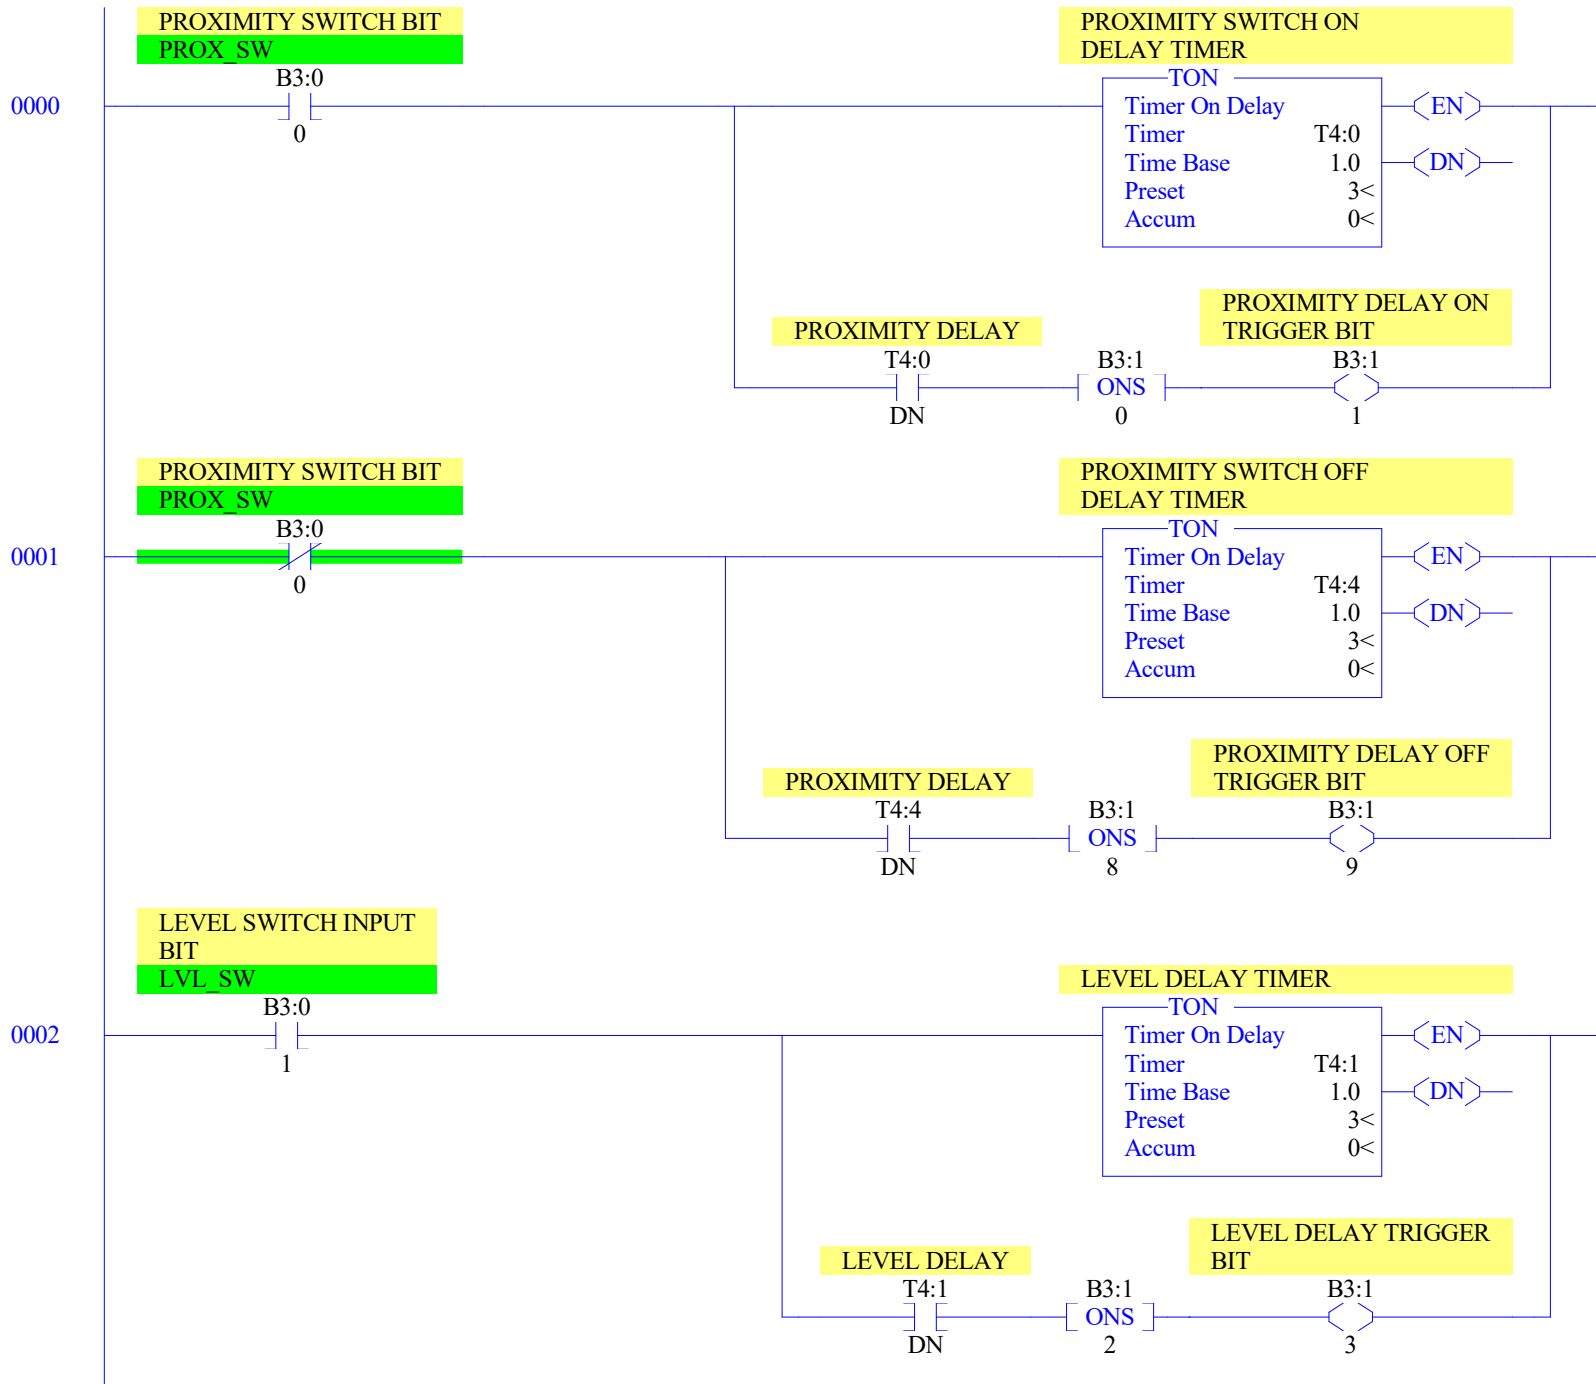 PROXIMITY SWITCH BIT
PROX_SW
B3:0
0000
0
PROXIMITY SWITCH ON
DELAY TIMER
TON
Timer On Delay
Timer T4:0
Time Base 1.0
Preset 3<
Accum 0<
EN
DN
PROXIMITY DELAY
T4:0
DN
B3:1
ONS
0
PROXIMITY DELAY ON
TRIGGER BIT
B3:1
1
PROXIMITY SWITCH BIT
PROX_SW
B3:0
0001
0
PROXIMITY SWITCH OFF
DELAY TIMER
TON
Timer On Delay
Timer T4:4
Time Base 1.0
Preset 3<
Accum 0<
EN
DN
PROXIMITY DELAY
T4:4
DN
B3:1
ONS
8
PROXIMITY DELAY OFF
TRIGGER BIT
B3:1
9
LEVEL SWITCH INPUT
BIT
LVL_SW
B3:0
0002
1
LEVEL DELAY TIMER
TON
Timer On Delay
Timer T4:1
Time Base 1.0
Preset 3<
Accum 0<
EN
DN
LEVEL DELAY
T4:1
DN
B3:1
ONS
2
LEVEL DELAY TRIGGER
BIT
B3:1
3